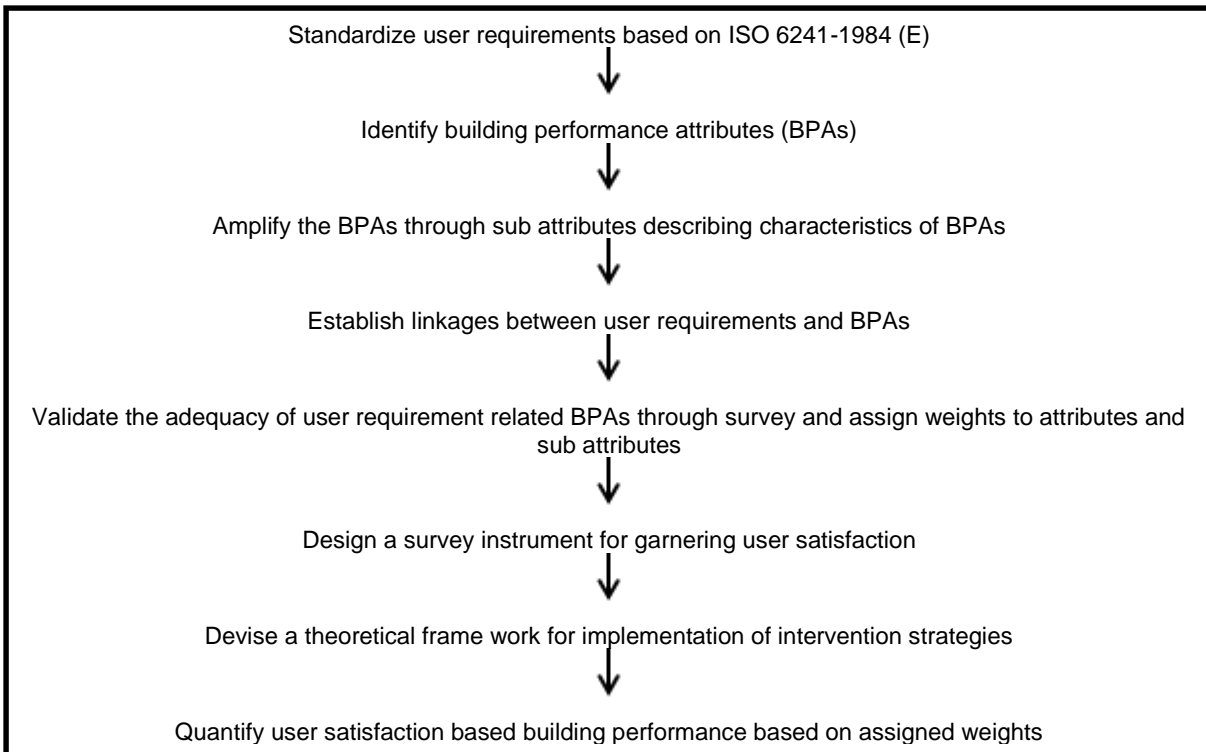 Standardize user requirements based on ISO 6241-1984 (E)
Identify building performance attributes (BPAs)
Amplify the BPAs through sub attributes describing characteristics of BPAs
Establish linkages between user requirements and BPAs
Validate the adequacy of user requirement related BPAs through survey and assign weights to attributes and
sub attributes
Design a survey instrument for garnering user satisfaction
Devise a theoretical frame work for implementation of intervention strategies
Quantify user satisfaction based building performance based on assigned weights